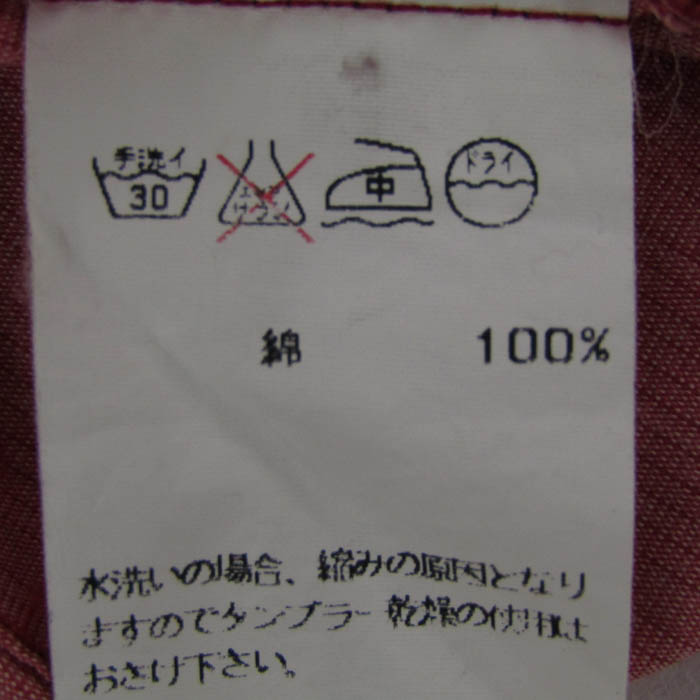 手洗イ 30 エンソ サラシ 中 ドライ
綿 100%
水洗いの場合、縮みの原因となり
ますのでタンブラー乾燥の使用は
おさけ下さい。